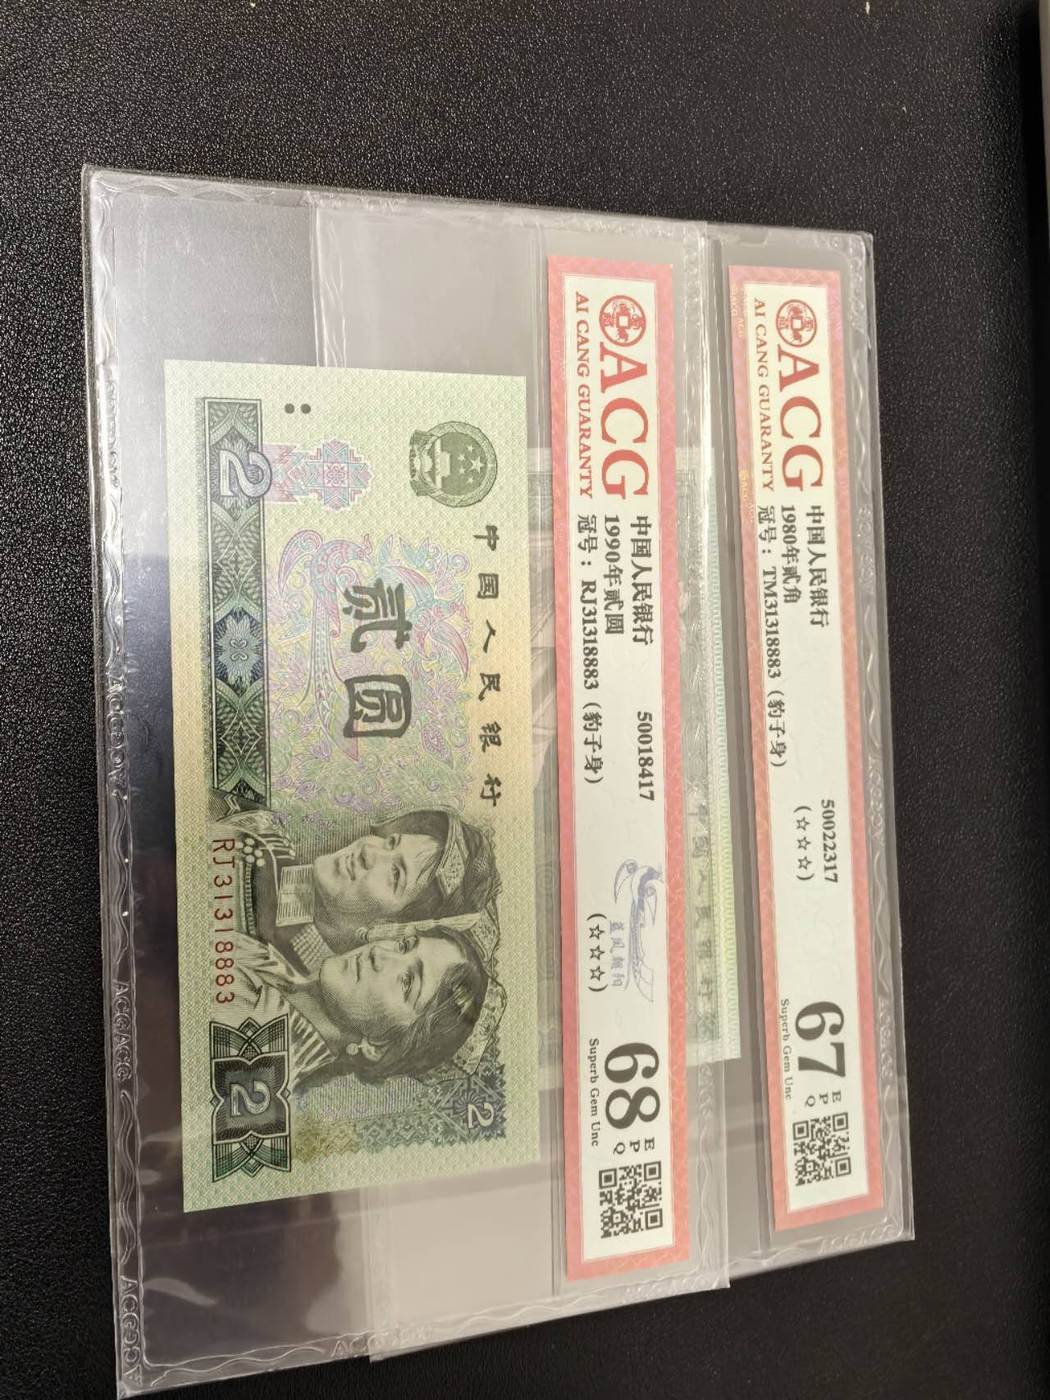 ACG
AI CANG GUARANTY
中国人民银行
1980年贰角
冠号：TM31318883（豹子身）
50022317
（☆☆☆☆）
67
EPQ
Superb Gem Unc
ACG
AI CANG GUARANTY
中国人民银行
1990年贰圆
冠号：RJ31318883（豹子身）
50018417
（☆☆☆）
68
EPQ
Superb Gem Unc
中国人民银行
贰圆
2
RJ31318883
2
2